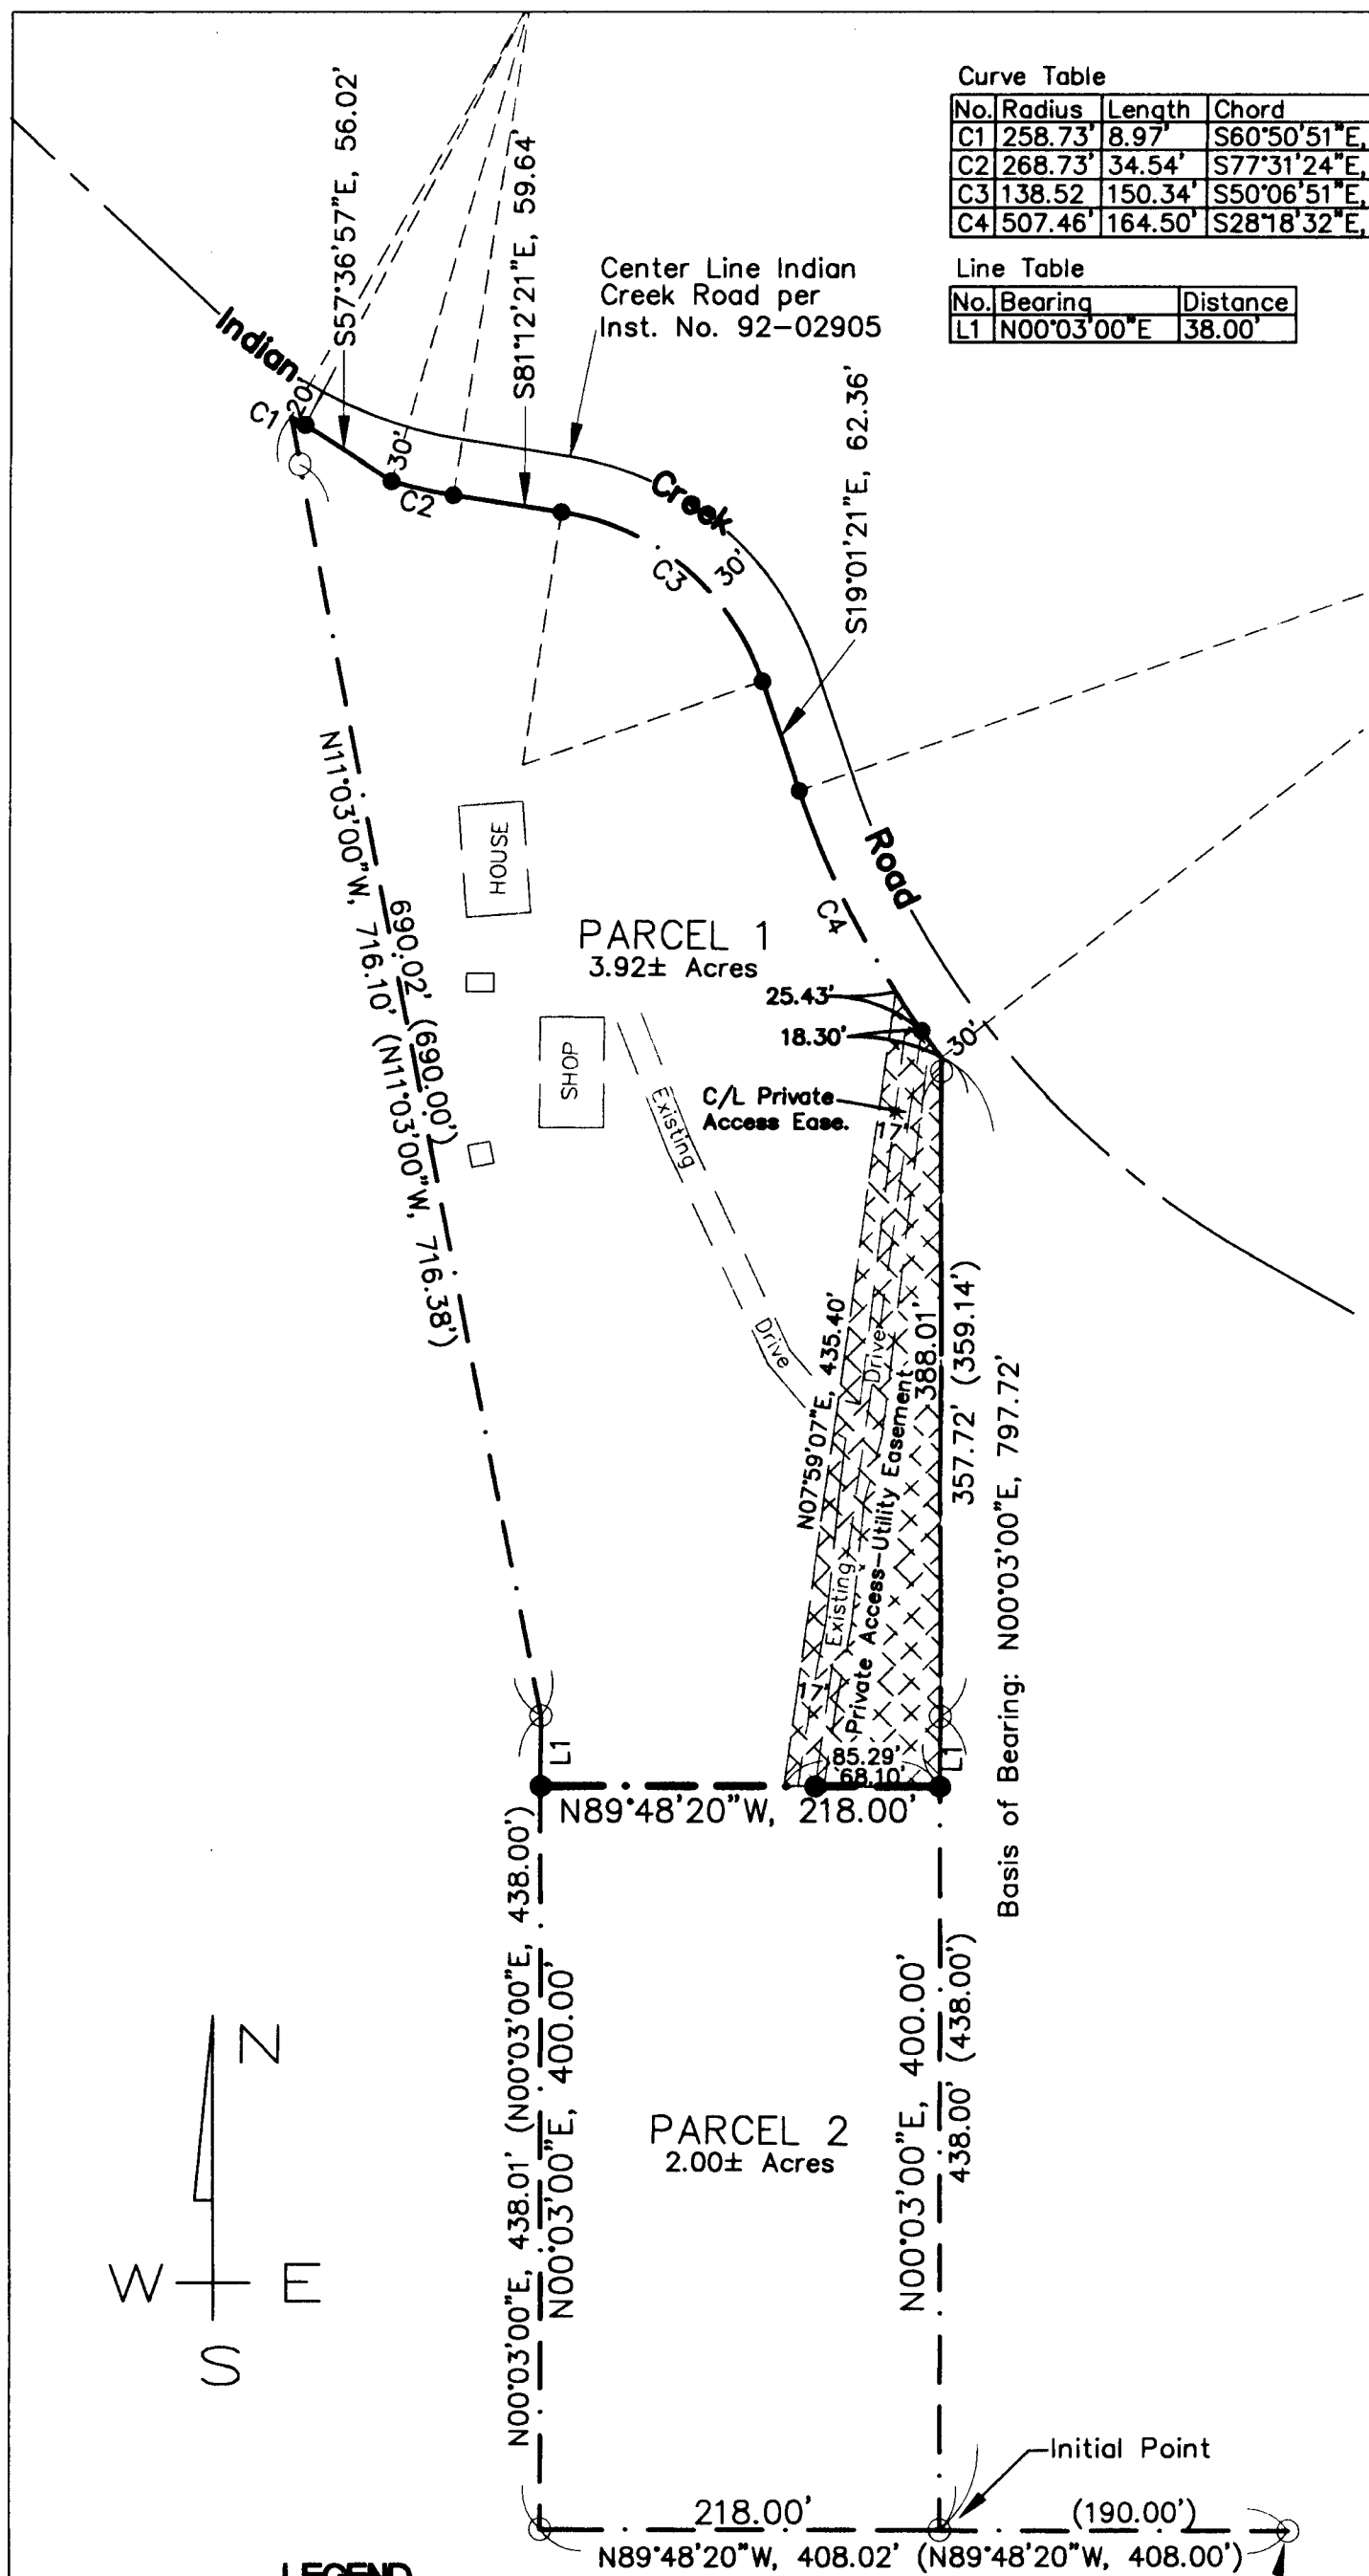 Curve Table
No. Radius Length Chord
C1 258.73' 8.97' S60°50'51"E,
C2 268.73' 34.54' S77°31'24"E,
C3 138.52 150.34' S50°06'51"E,
C4 507.46' 164.50' S28°18'32"E,
Line Table
No. Bearing Distance
L1 N00°03'00"E 38.00'
S57°36'57"E, 56.02'
S81°12'21"E, 59.64'
Center Line Indian
Creek Road per
Inst. No. 92-02905
Indian
Creek
Road
C1
20'
30'
C2
C3
30'
S19°01'21"E, 62.36'
N11°03'00"W, 716.10' (N11°03'00"W, 716.38')
690.02' (690.00')
HOUSE
PARCEL 1
3.92± Acres
C4
25.43'
18.30'
30'
SHOP
C/L Private
Access Ease.
17'
Existing
Drive
N07°59'07"E, 435.40'
Drive
Existing
Private Access-Utility Easement
388.01'
357.72' (359.14')
Basis of Bearing: N00°03'00"E, 797.72'
17'
L1
85.29'
68.10'
L1
N89°48'20"W, 218.00'
N00°03'00"E, 438.01' (N00°03'00"E, 438.00')
N00°03'00"E, 400.00'
N00°03'00"E, 400.00'
438.00' (438.00')
N
W E
S
PARCEL 2
2.00± Acres
Initial Point
218.00' (190.00')
N89°48'20"W, 408.02' (N89°48'20"W, 408.00')
LEGEND